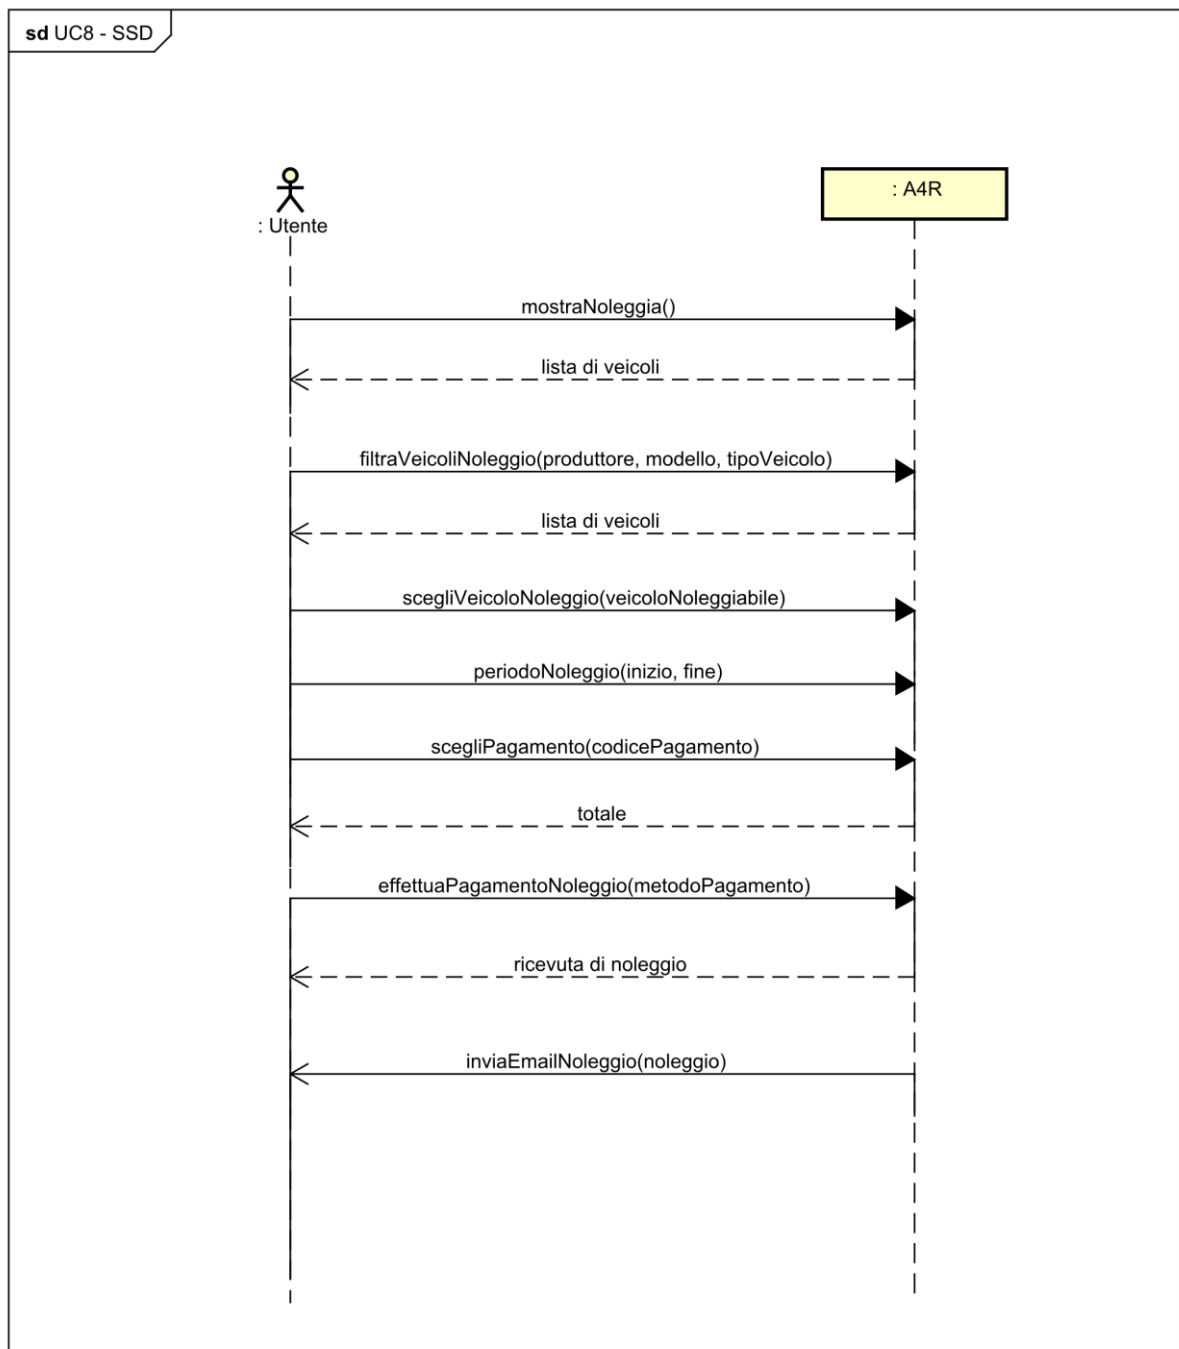 sd UC8 - SSD
: Utente
: A4R
mostraNoleggia()
lista di veicoli
filtraVeicoliNoleggio(produttore, modello, tipoVeicolo)
lista di veicoli
scegliVeicoloNoleggio(veicoloNoleggiabile)
periodoNoleggio(inizio, fine)
scegliPagamento(codicePagamento)
totale
effettuaPagamentoNoleggio(metodoPagamento)
ricevuta di noleggio
inviaEmailNoleggio(noleggio)